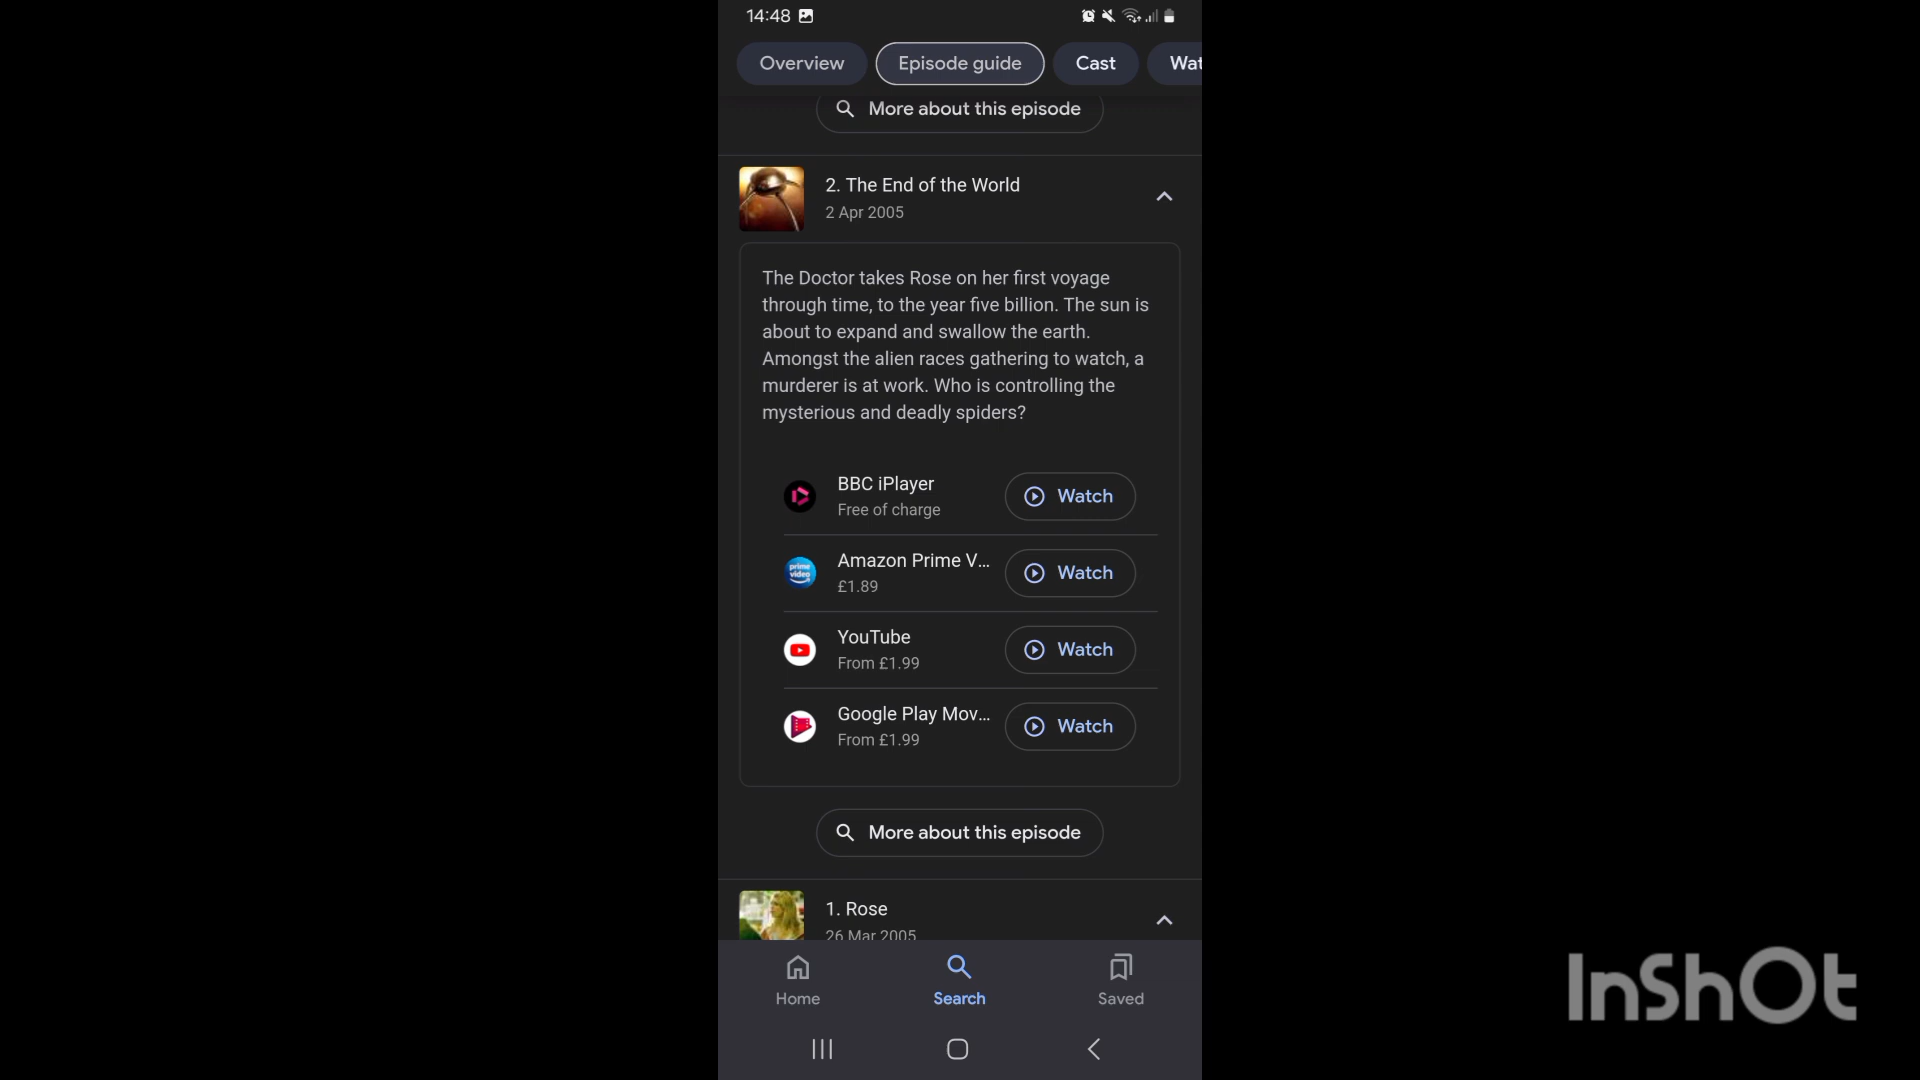 14:48
Overview
Episode guide
Cast
Wat
More about this episode
2. The End of the World
2 Apr 2005
The Doctor takes Rose on her first voyage
through time, to the year five billion. The sun is
about to expand and swallow the earth.
Amongst the alien races gathering to watch, a
murderer is at work. Who is controlling the
mysterious and deadly spiders?
BBC iPlayer
Free of charge
Watch
prime
video
Amazon Prime V...
£1.89
Watch
YouTube
From £1.99
Watch
Google Play Mov...
From £1.99
Watch
More about this episode
1. Rose
26 Mar 2005
Home
Search
Saved
InShOt